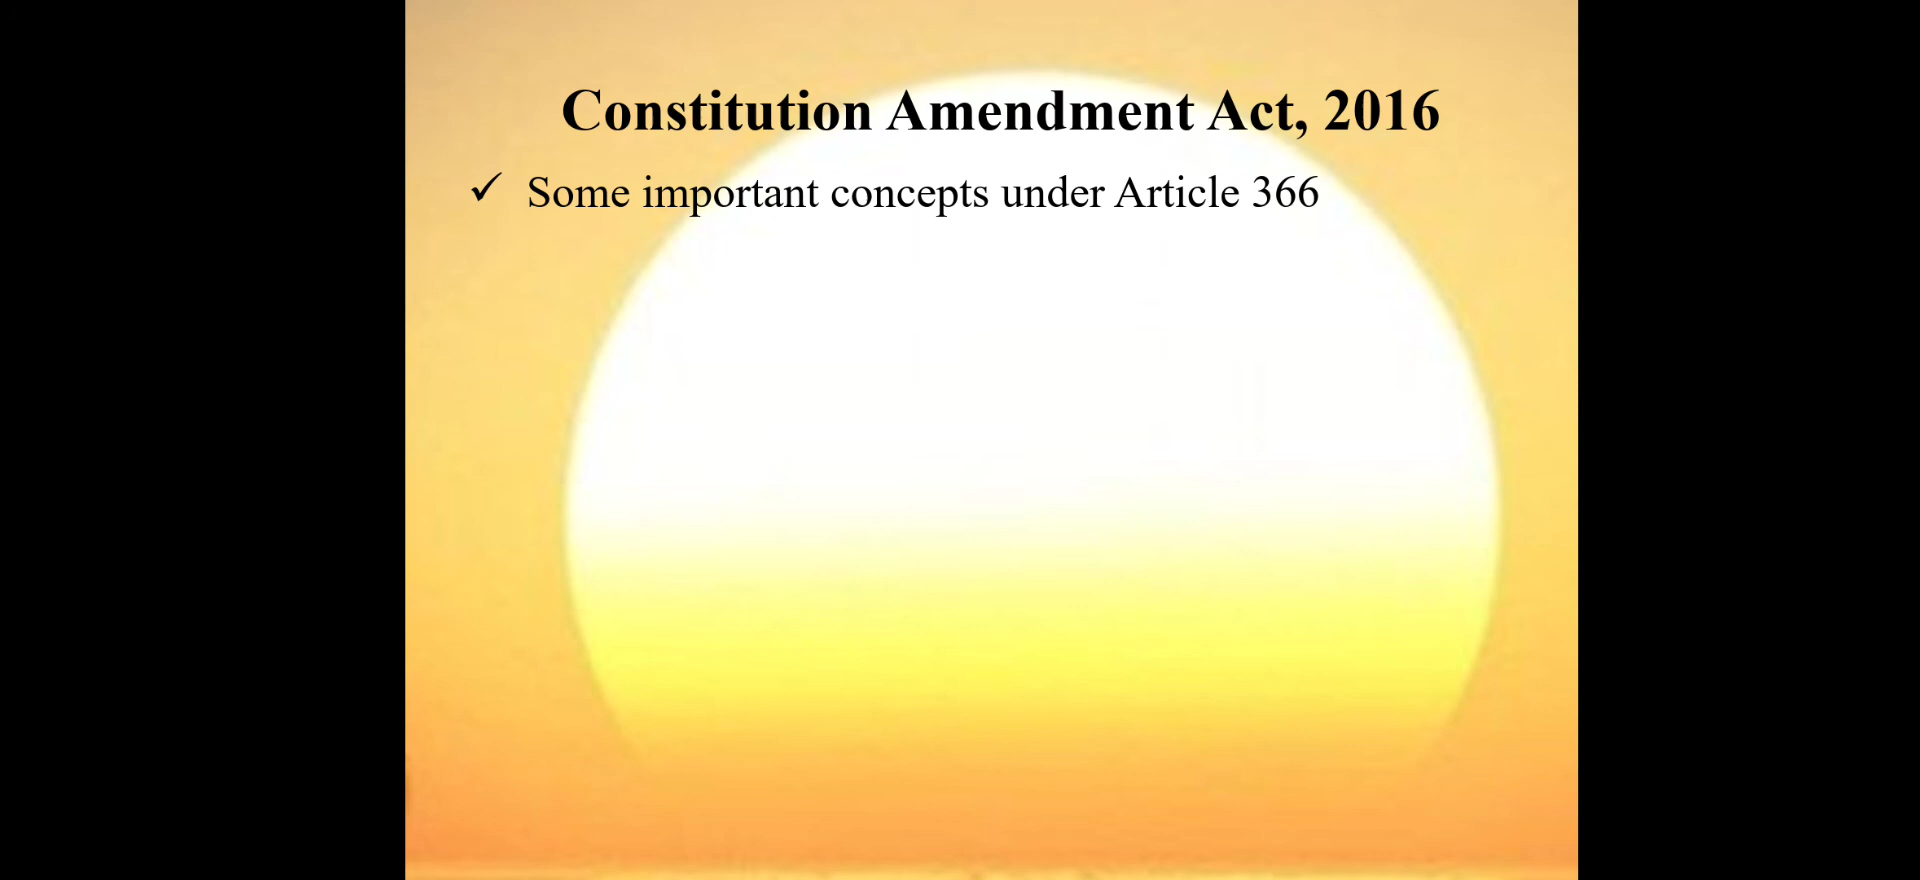 Constitution Amendment Act, 2016
✓ Some important concepts under Article 366